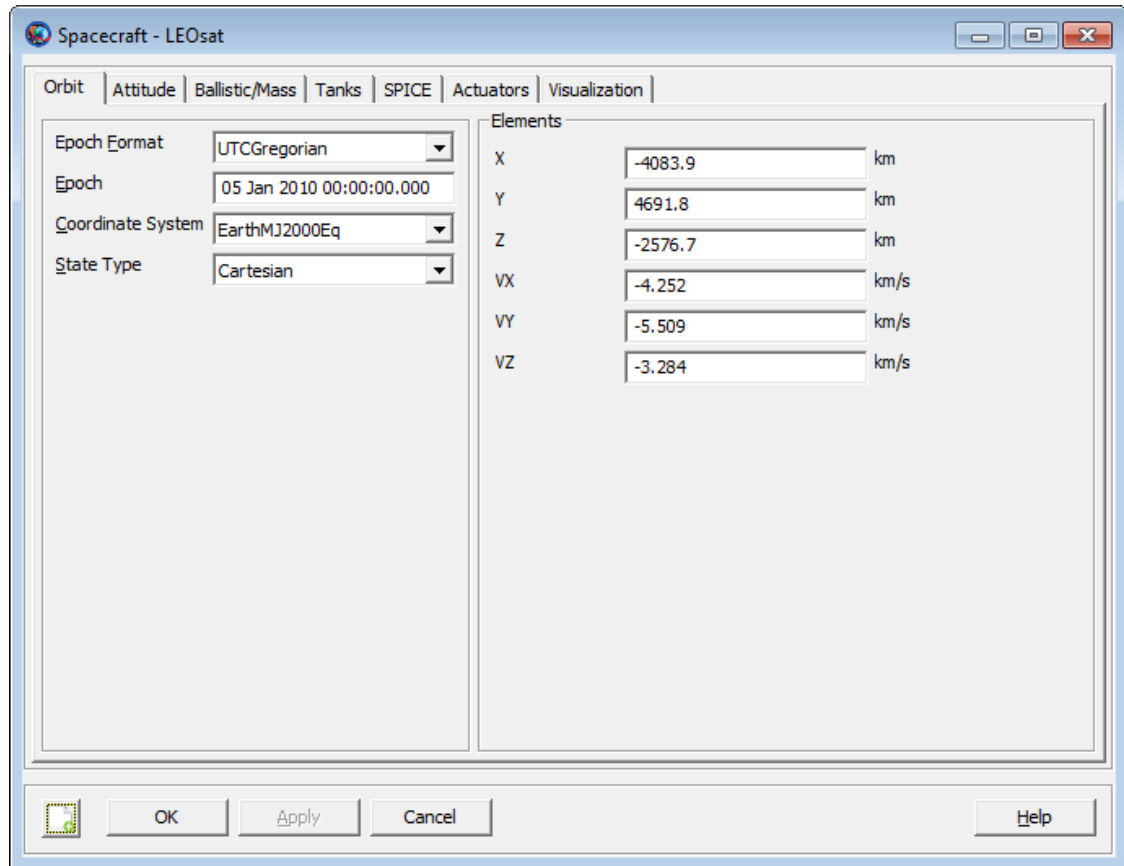 Spacecraft - LEOsat
Orbit Attitude Ballistic/Mass Tanks SPICE Actuators Visualization
Epoch Format UTCGregorian
Epoch 05 Jan 2010 00:00:00.000
Coordinate System EarthMJ2000Eq
State Type Cartesian
Elements
X -4083.9 km
Y 4691.8 km
Z -2576.7 km
VX -4.252 km/s
VY -5.509 km/s
VZ -3.284 km/s
OK Apply Cancel Help